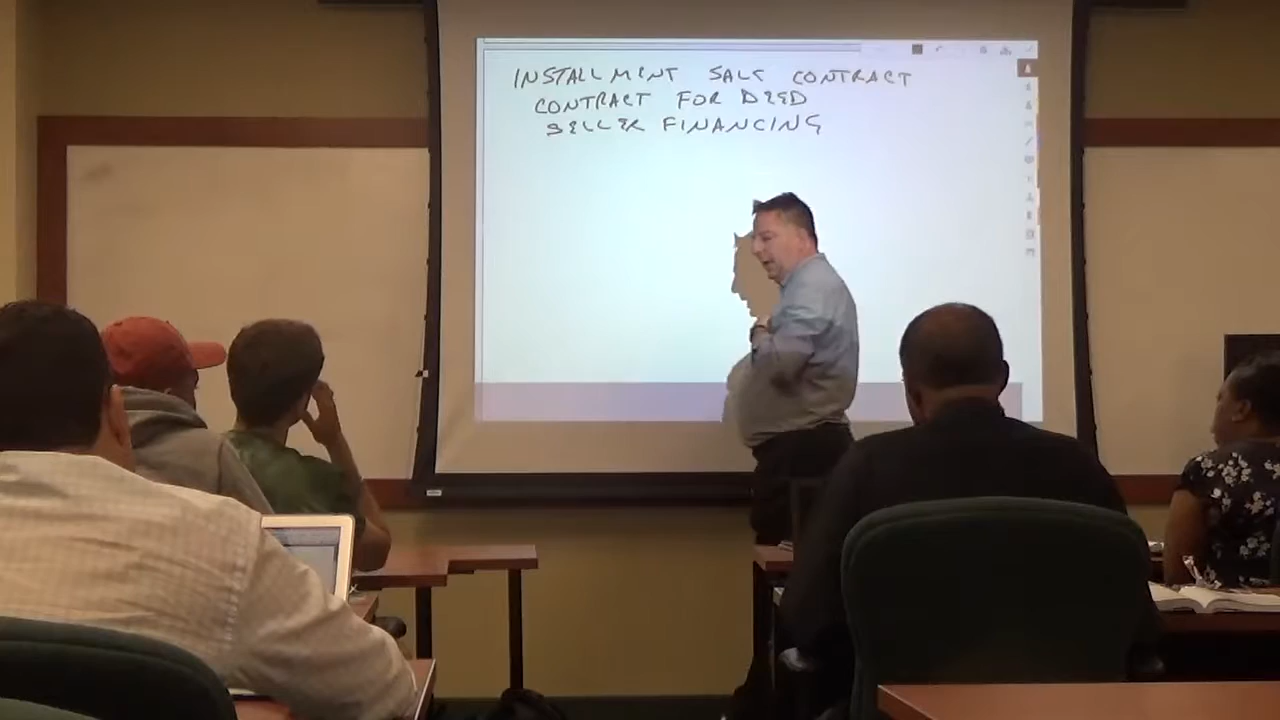 INSTALLMENT SALE CONTRACT
CONTRACT FOR DEED
SELLER FINANCING